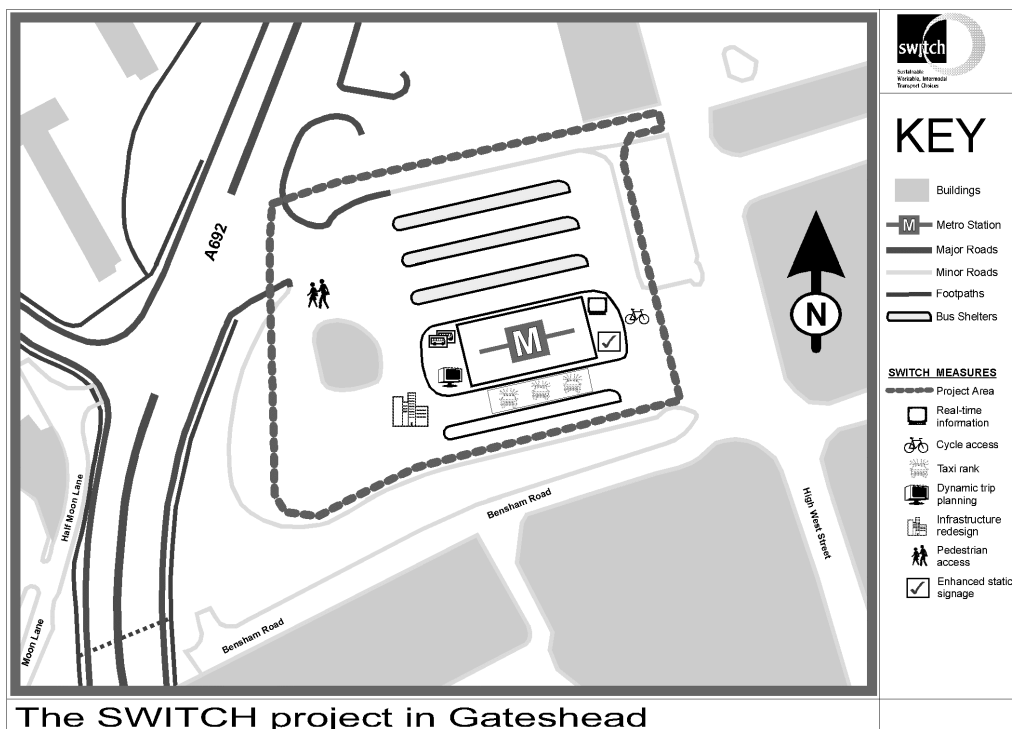 switch
Sustainable
Workable, Intermodal
Transport Choices
KEY
Buildings
M
Metro Station
Major Roads
Minor Roads
Footpaths
Bus Shelters
N
SWITCH MEASURES
Project Area
Real-time
information
Cycle access
Taxi rank
Dynamic trip
planning
Infrastructure
redesign
Pedestrian
access
Enhanced static
signage
A692
M
Half Moon Lane
Moon Lane
Bensham Road
Bensham Road
High West Street
The SWITCH project in Gateshead